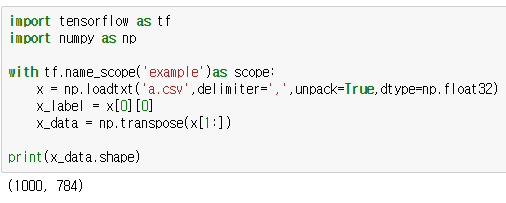 import tensorflow as tf
import numpy as np
with tf.name_scope('example')as scope:
    x = np.loadtxt('a.csv',delimiter=',',unpack=True,dtype=np.float32)
    x_label = x[0][0]
    x_data = np.transpose(x[1:])
print(x_data.shape)
(1000, 784)